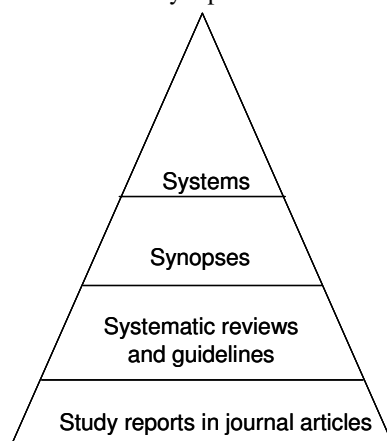 Systems
Synopses
Systematic reviews
and guidelines
Study reports in journal articles